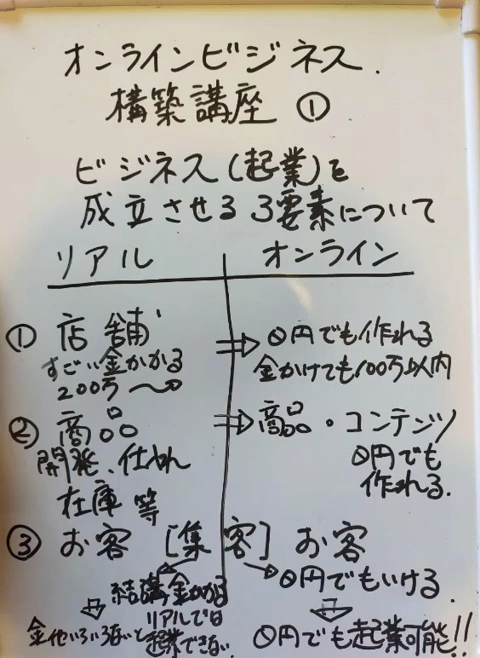 オンラインビジネス.
構築講座 ①
ビジネス(起業)を
成立させる3要素について
リアル
オンライン
① 店舗
すごい金かかる
200万〜
⇒ 0円でも作れる
金かけても100万以内
② 商品
開発、仕入れ
在庫 等
⇒ 商品・コンテンツ
0円でも
作れる.
③ お客 [集客] お客
結構金かかる
⇩ リアルでは
金他いろいろないと 起業できない
→ 0円でもいける
⇩
0円でも起業可能!!